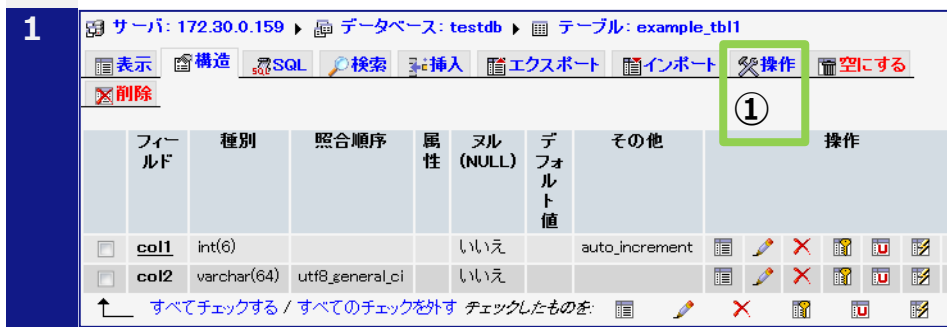 1
サーバ: 172.30.0.159 ▶ データベース: testdb ▶ テーブル: example_tbl1
表示 構造 SQL 検索 挿入 エクスポート インポート 操作 空にする
削除
①
フィールド 種別 照合順序 属性 ヌル(NULL) デフォルト値 その他 操作
col1 int(6) いいえ auto_increment
col2 varchar(64) utf8_general_ci いいえ
すべてチェックする / すべてのチェックを外す チェックしたものを: